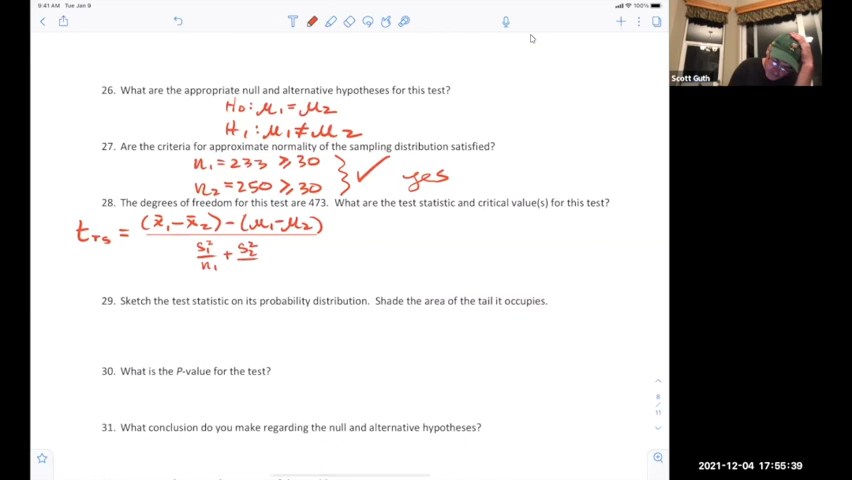 9:41 AM Tue Jan 9
100%
26. What are the appropriate null and alternative hypotheses for this test?
H0: μ1 = μ2
H1: μ1 ≠ μ2
27. Are the criteria for approximate normality of the sampling distribution satisfied?
n1 = 233 ≥ 30
n2 = 250 ≥ 30 } ✓ yes
28. The degrees of freedom for this test are 473. What are the test statistic and critical value(s) for this test?
tTS = (x̄1 − x̄2) − (μ1 − μ2)
s1²/n1 + s2²
29. Sketch the test statistic on its probability distribution. Shade the area of the tail it occupies.
30. What is the P-value for the test?
31. What conclusion do you make regarding the null and alternative hypotheses?
8
/
11
Scott Guth
2021-12-04 17:55:39